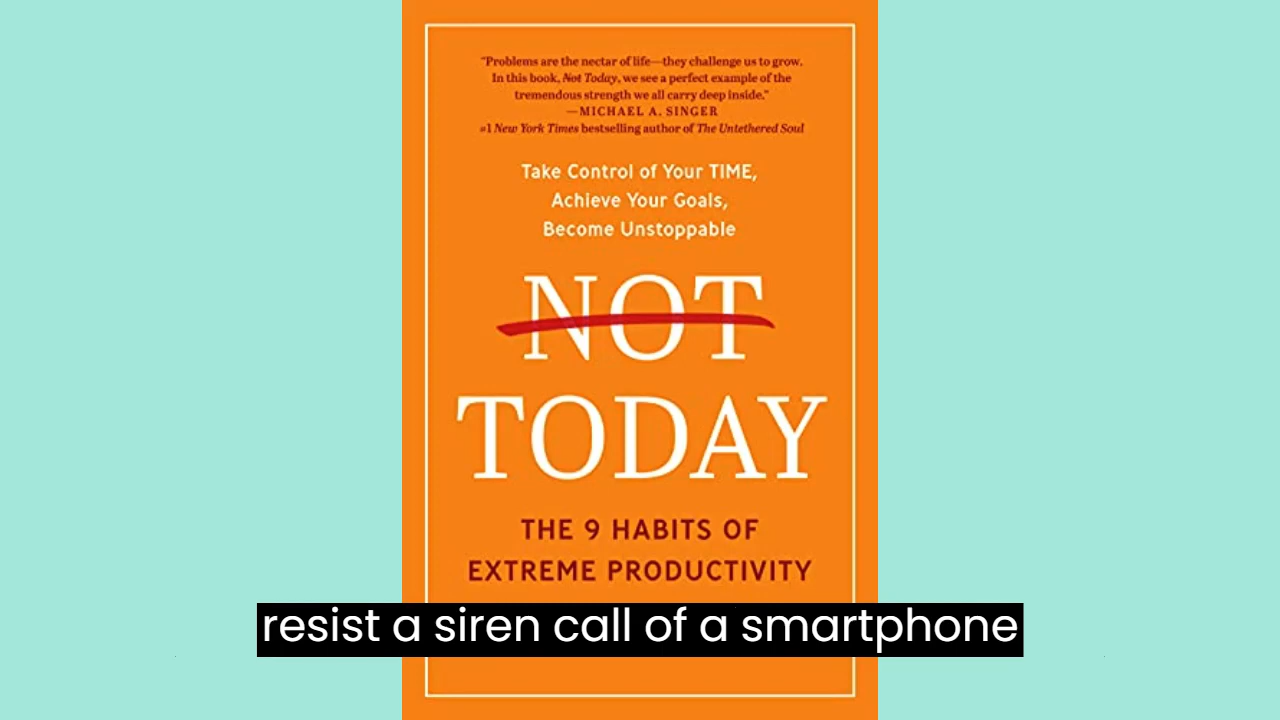 "Problems are the nectar of life—they challenge us to grow.
In this book, Not Today, we see a perfect example of the
tremendous strength we all carry deep inside."
—MICHAEL A. SINGER
#1 New York Times bestselling author of The Untethered Soul
Take Control of Your TIME,
Achieve Your Goals,
Become Unstoppable
NOT
TODAY
THE 9 HABITS OF
EXTREME PRODUCTIVITY
resist a siren call of a smartphone